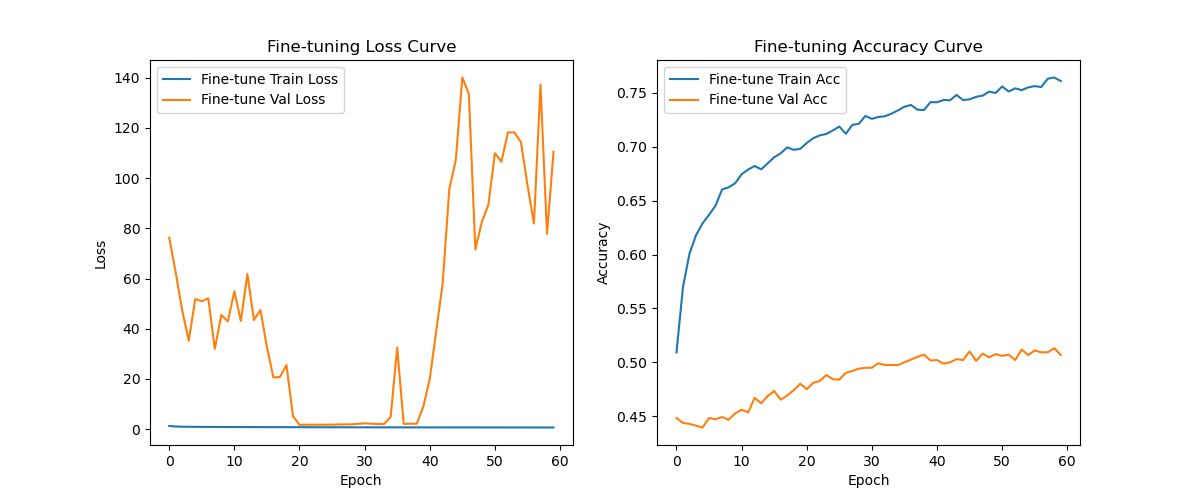 Fine-tuning Loss Curve
Fine-tune Train Loss
Fine-tune Val Loss
140
120
100
80
60
40
20
0
Loss
0 10 20 30 40 50 60
Epoch
Fine-tuning Accuracy Curve
Fine-tune Train Acc
Fine-tune Val Acc
0.75
0.70
0.65
0.60
0.55
0.50
0.45
Accuracy
0 10 20 30 40 50 60
Epoch